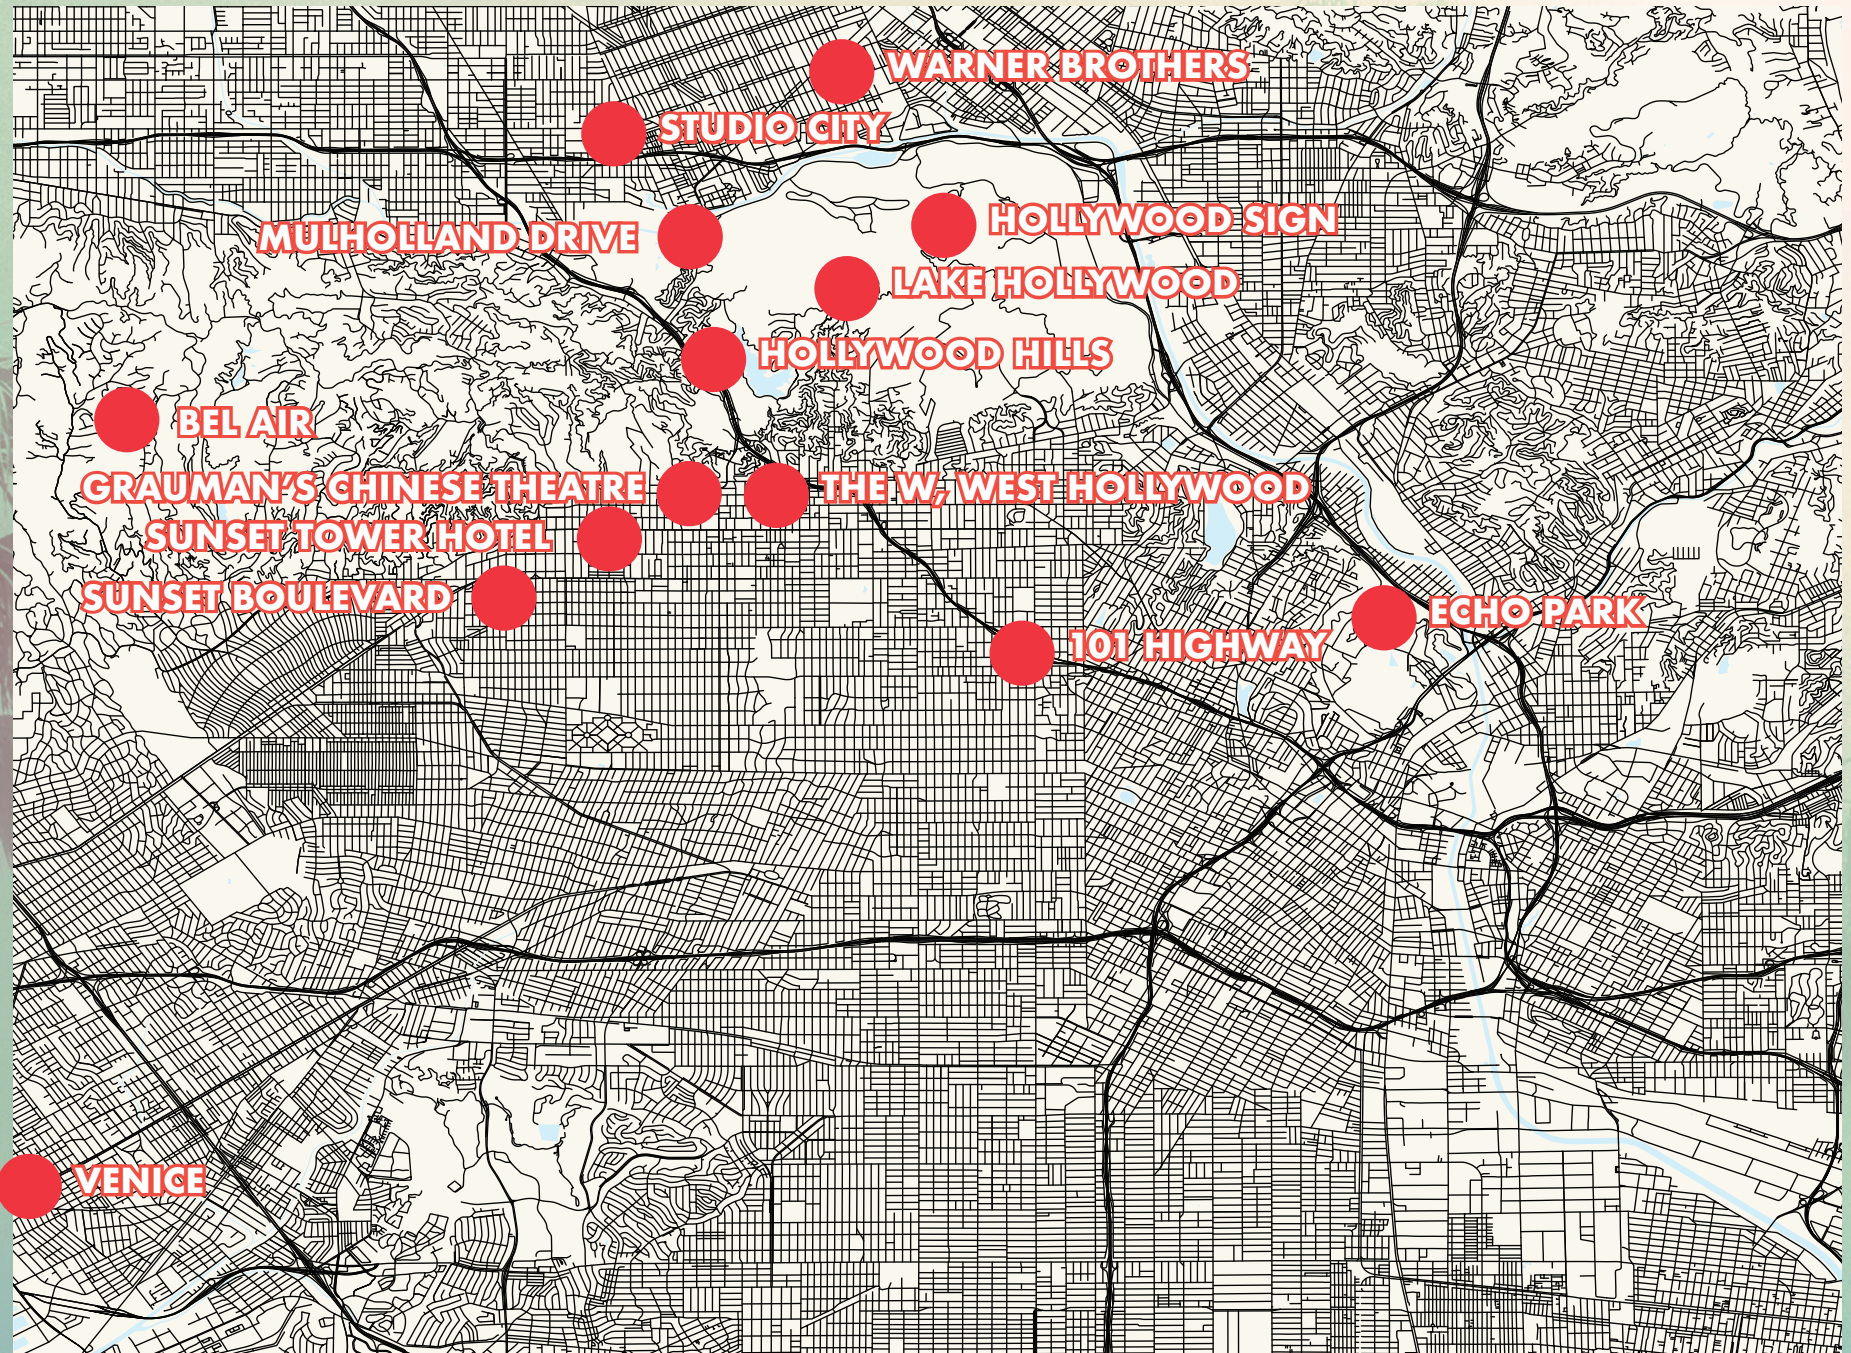 WARNER BROTHERS
STUDIO CITY
HOLLYWOOD SIGN
MULHOLLAND DRIVE
LAKE HOLLYWOOD
HOLLYWOOD HILLS
BEL AIR
GRAUMAN'S CHINESE THEATRE
THE W, WEST HOLLYWOOD
SUNSET TOWER HOTEL
SUNSET BOULEVARD
ECHO PARK
101 HIGHWAY
VENICE